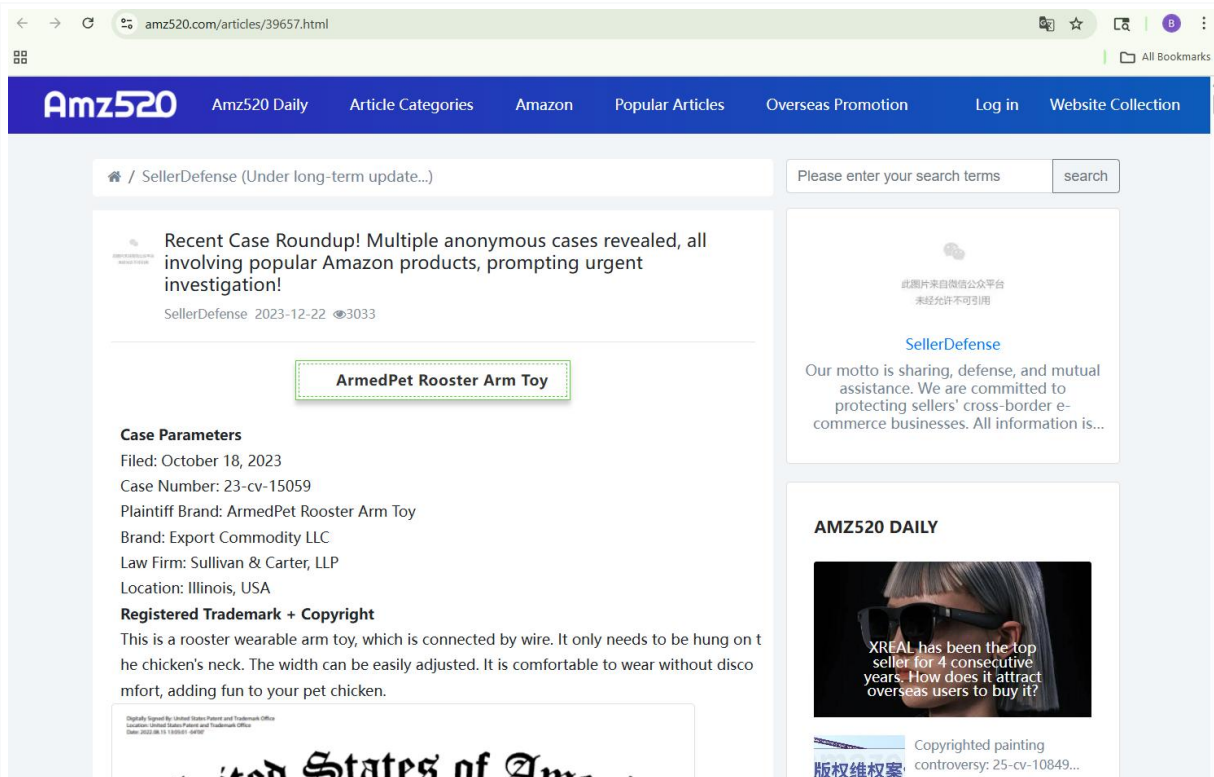 amz520.com/articles/39657.html
B
All Bookmarks
Amz520
Amz520 Daily
Article Categories
Amazon
Popular Articles
Overseas Promotion
Log in
Website Collection
/ SellerDefense (Under long-term update...)
Please enter your search terms
search
Recent Case Roundup! Multiple anonymous cases revealed, all
involving popular Amazon products, prompting urgent
investigation!
SellerDefense 2023-12-22 3033
ArmedPet Rooster Arm Toy
Case Parameters
Filed: October 18, 2023
Case Number: 23-cv-15059
Plaintiff Brand: ArmedPet Rooster Arm Toy
Brand: Export Commodity LLC
Law Firm: Sullivan & Carter, LLP
Location: Illinois, USA
Registered Trademark + Copyright
This is a rooster wearable arm toy, which is connected by wire. It only needs to be hung on t
he chicken's neck. The width can be easily adjusted. It is comfortable to wear without disco
mfort, adding fun to your pet chicken.
Digitally Signed By: United States Patent and Trademark Office
Location: United States Patent and Trademark Office
United States of Ame
此图片来自微信公众平台
未经允许不可引用
SellerDefense
Our motto is sharing, defense, and mutual
assistance. We are committed to
protecting sellers' cross-border e-
commerce businesses. All information is...
AMZ520 DAILY
XREAL has been the top
seller for 4 consecutive
years. How does it attract
overseas users to buy it?
版权维权案
Copyrighted painting
controversy: 25-cv-10849...